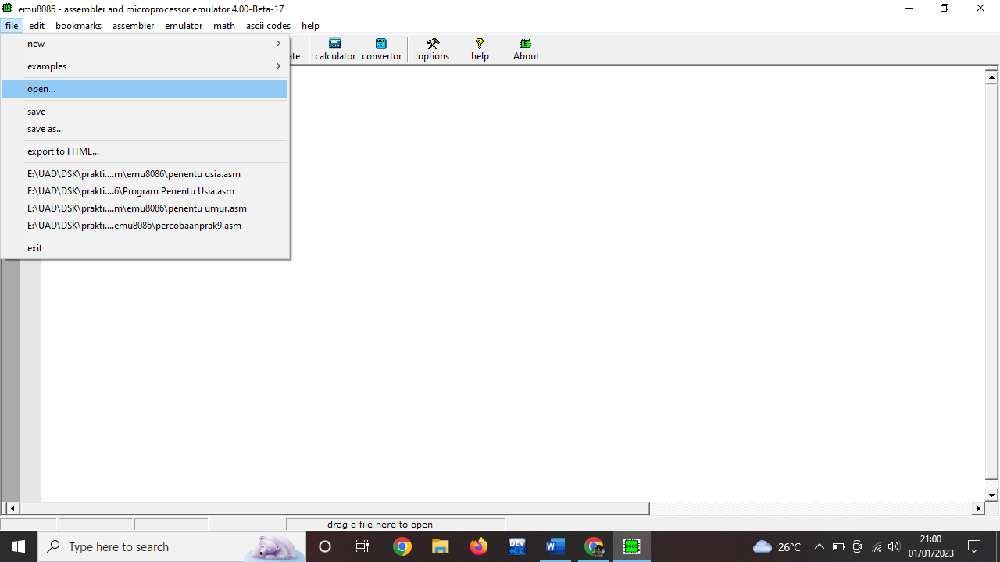 emu8086 - assembler and microprocessor emulator 4.00-Beta-17
file edit bookmarks assembler emulator math ascii codes help
new
examples
open...
save
save as...
export to HTML...
E:\UAD\DSK\prakti....m\emu8086\penentu usia.asm
E:\UAD\DSK\prakti....6\Program Penentu Usia.asm
E:\UAD\DSK\prakti....m\emu8086\penentu umur.asm
E:\UAD\DSK\prakti....emu8086\percobaanprak9.asm
exit
ate calculator convertor options help About
drag a file here to open
Type here to search
DEV
8086
26°C
21:00
01/01/2023